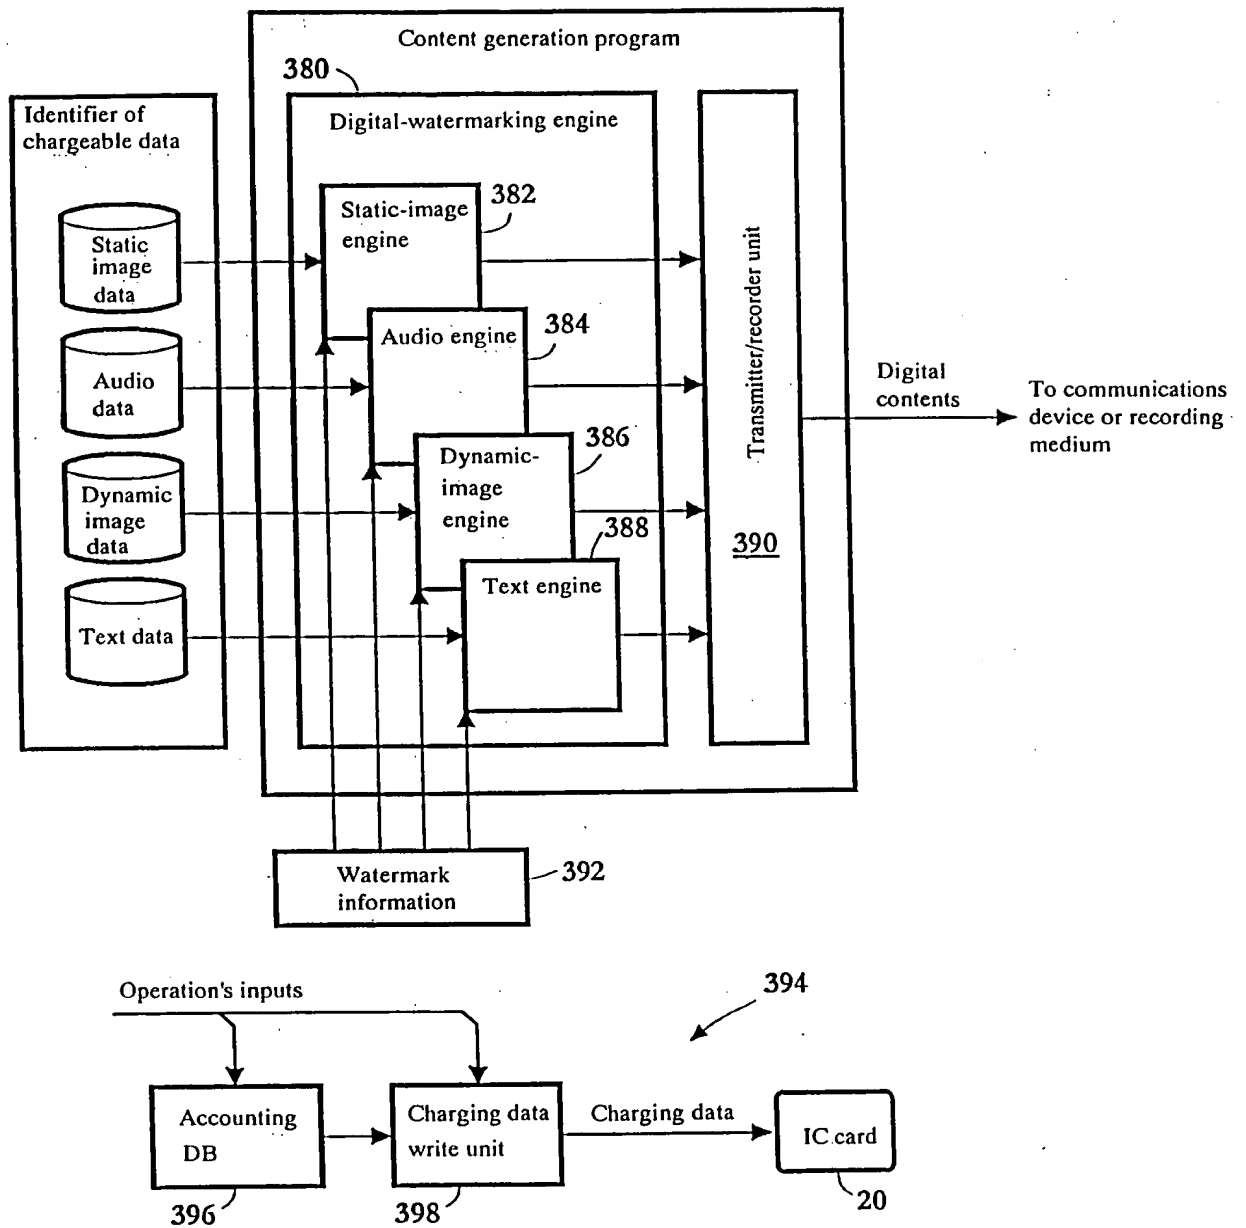 Content generation program
380
Identifier of
chargeable data
Digital-watermarking engine
382
Static-image
engine
Static
image
data
384
Audio engine
Audio
data
Transmitter/recorder unit
390
Digital
contents
To communications
device or recording
medium
386
Dynamic-
image
engine
Dynamic
image
data
388
Text engine
Text data
Watermark
information
392
Operation's inputs
394
Accounting
DB
396
Charging data
write unit
398
Charging data
IC card
20